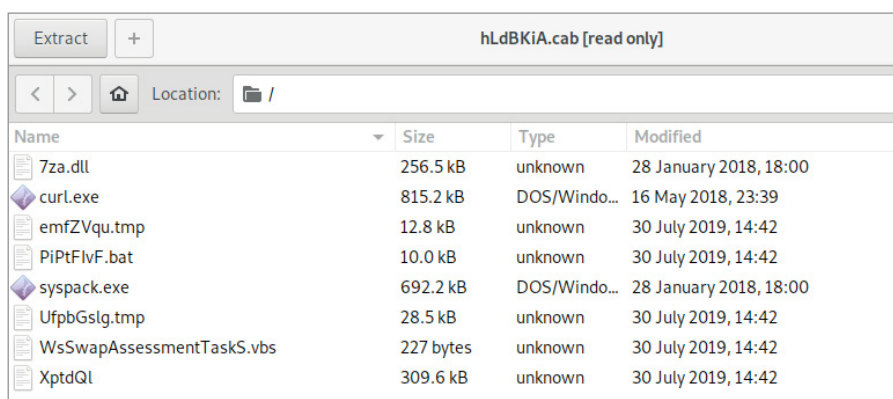 Extract + hLdBKiA.cab [read only]
< > Location: /
Name Size Type Modified
7za.dll 256.5 kB unknown 28 January 2018, 18:00
curl.exe 815.2 kB DOS/Windo... 16 May 2018, 23:39
emfZVqu.tmp 12.8 kB unknown 30 July 2019, 14:42
PiPtFIvF.bat 10.0 kB unknown 30 July 2019, 14:42
syspack.exe 692.2 kB DOS/Windo... 28 January 2018, 18:00
UfpbGslg.tmp 28.5 kB unknown 30 July 2019, 14:42
WsSwapAssessmentTaskS.vbs 227 bytes unknown 30 July 2019, 14:42
XptdQl 309.6 kB unknown 30 July 2019, 14:42